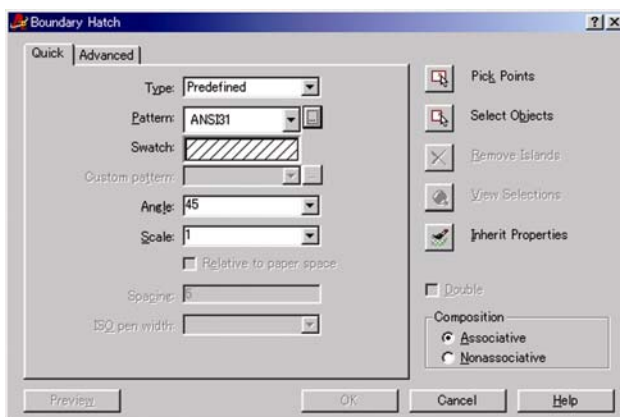 Boundary Hatch
Quick
Advanced
Type: Predefined
Pattern: ANSI31
Swatch:
Custom pattern:
Angle: 45
Scale: 1
Relative to paper space
Spacing:
ISO pen width:
Pick Points
Select Objects
Remove Islands
View Selections
Inherit Properties
Double
Composition
Associative
Nonassociative
Preview
OK
Cancel
Help